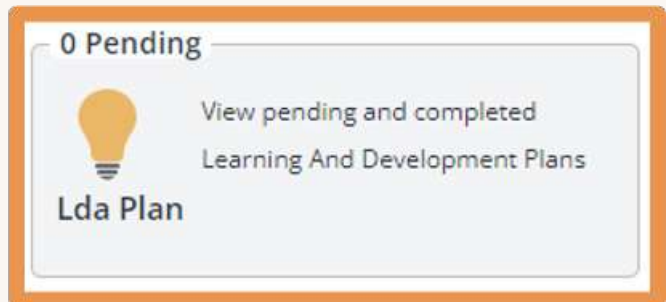 0 Pending
View pending and completed
Learning And Development Plans
Lda Plan